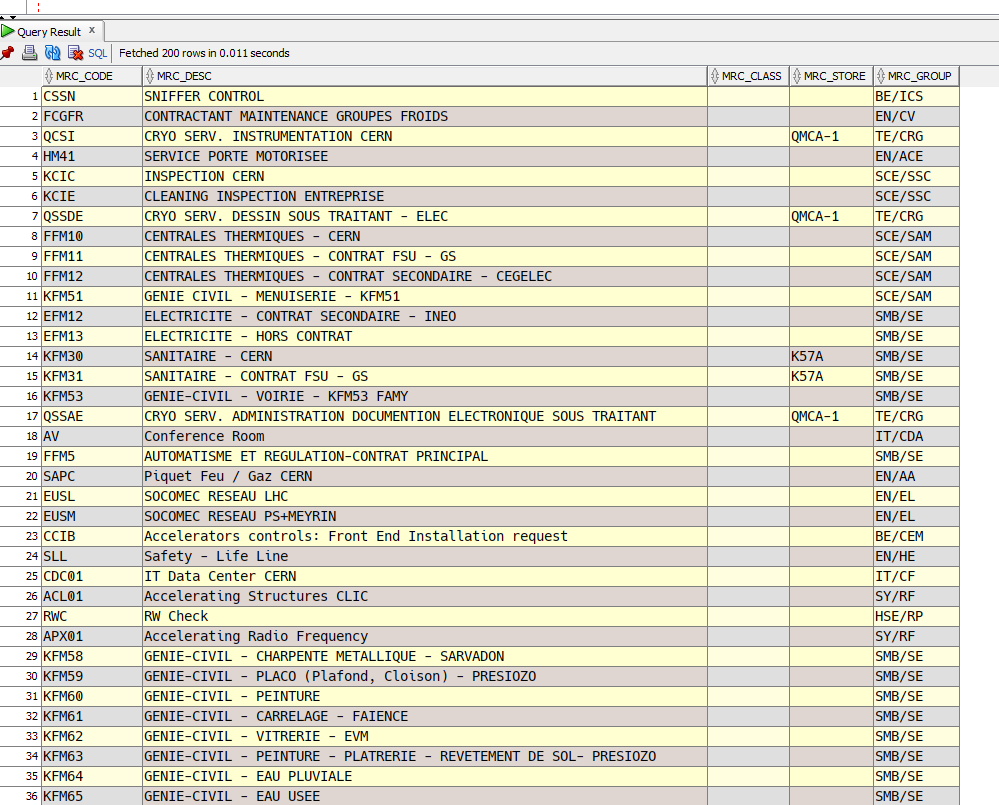 Query Result x
SQL Fetched 200 rows in 0.011 seconds
MRC_CODE MRC_DESC MRC_CLASS MRC_STORE MRC_GROUP
1 CSSN SNIFFER CONTROL BE/ICS
2 FCGFR CONTRACTANT MAINTENANCE GROUPES FROIDS EN/CV
3 QCSI CRYO SERV. INSTRUMENTATION CERN QMCA-1 TE/CRG
4 HM41 SERVICE PORTE MOTORISEE EN/ACE
5 KCIC INSPECTION CERN SCE/SSC
6 KCIE CLEANING INSPECTION ENTREPRISE SCE/SSC
7 QSSDE CRYO SERV. DESSIN SOUS TRAITANT - ELEC QMCA-1 TE/CRG
8 FFM10 CENTRALES THERMIQUES - CERN SCE/SAM
9 FFM11 CENTRALES THERMIQUES - CONTRAT FSU - GS SCE/SAM
10 FFM12 CENTRALES THERMIQUES - CONTRAT SECONDAIRE - CEGELEC SCE/SAM
11 KFM51 GENIE CIVIL - MENUISERIE - KFM51 SCE/SAM
12 EFM12 ELECTRICITE - CONTRAT SECONDAIRE - INEO SMB/SE
13 EFM13 ELECTRICITE - HORS CONTRAT SMB/SE
14 KFM30 SANITAIRE - CERN K57A SMB/SE
15 KFM31 SANITAIRE - CONTRAT FSU - GS K57A SMB/SE
16 KFM53 GENIE-CIVIL - VOIRIE - KFM53 FAMY SMB/SE
17 QSSAE CRYO SERV. ADMINISTRATION DOCUMENTION ELECTRONIQUE SOUS TRAITANT QMCA-1 TE/CRG
18 AV Conference Room IT/CDA
19 FFM5 AUTOMATISME ET REGULATION-CONTRAT PRINCIPAL SMB/SE
20 SAPC Piquet Feu / Gaz CERN EN/AA
21 EUSL SOCOMEC RESEAU LHC EN/EL
22 EUSM SOCOMEC RESEAU PS+MEYRIN EN/EL
23 CCIB Accelerators controls: Front End Installation request BE/CEM
24 SLL Safety - Life Line EN/HE
25 CDC01 IT Data Center CERN IT/CF
26 ACL01 Accelerating Structures CLIC SY/RF
27 RWC RW Check HSE/RP
28 APX01 Accelerating Radio Frequency SY/RF
29 KFM58 GENIE-CIVIL - CHARPENTE METALLIQUE - SARVADON SMB/SE
30 KFM59 GENIE-CIVIL - PLACO (Plafond, Cloison) - PRESIOZO SMB/SE
31 KFM60 GENIE-CIVIL - PEINTURE SMB/SE
32 KFM61 GENIE-CIVIL - CARRELAGE - FAIENCE SMB/SE
33 KFM62 GENIE-CIVIL - VITRERIE - EVM SMB/SE
34 KFM63 GENIE-CIVIL - PEINTURE - PLATRERIE - REVETEMENT DE SOL- PRESIOZO SMB/SE
35 KFM64 GENIE-CIVIL - EAU PLUVIALE SMB/SE
36 KFM65 GENIE-CIVIL - EAU USEE SMB/SE